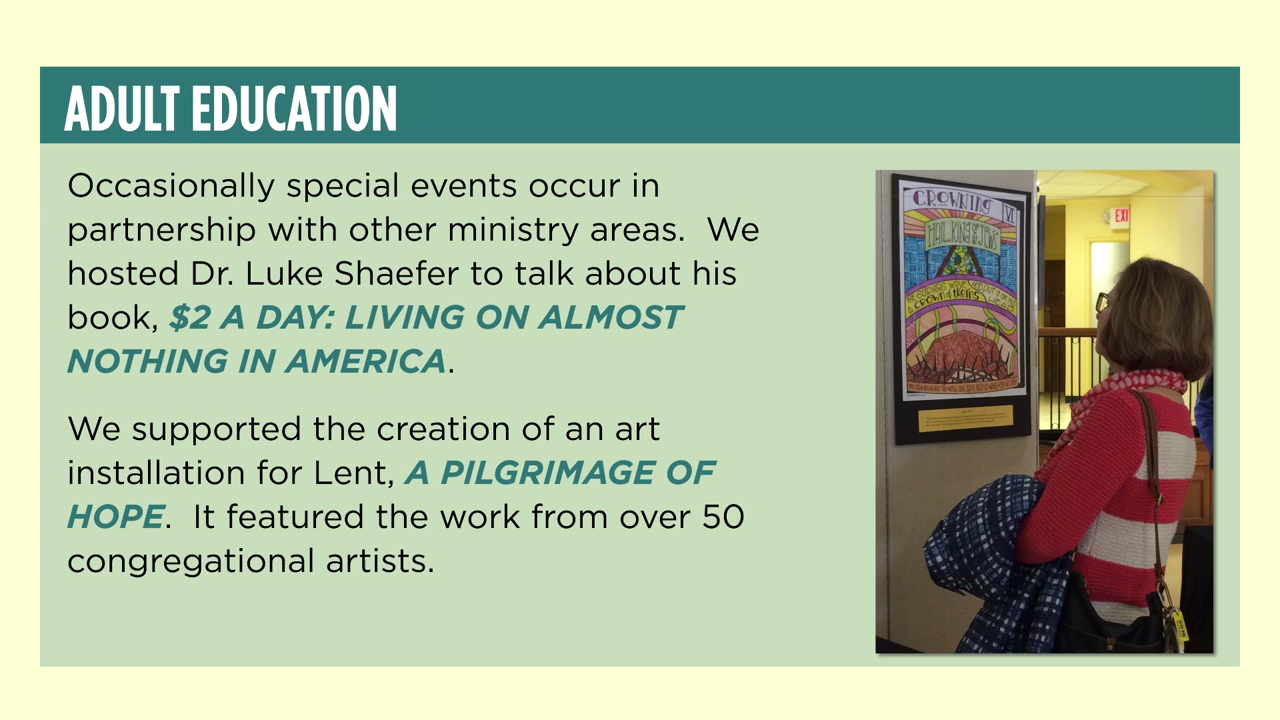 ADULT EDUCATION
Occasionally special events occur in
partnership with other ministry areas.  We
hosted Dr. Luke Shaefer to talk about his
book, $2 A DAY: LIVING ON ALMOST
NOTHING IN AMERICA.
We supported the creation of an art
installation for Lent, A PILGRIMAGE OF
HOPE.  It featured the work from over 50
congregational artists.
CROWNING
VI
HAIL KING OF THE JEWS
CROWN of THORNS
EXI